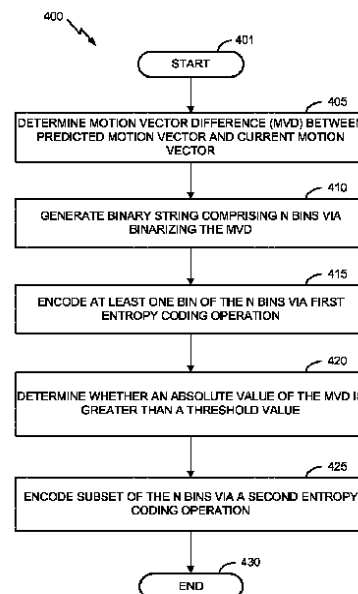 400
401
START
405
DETERMINE MOTION VECTOR DIFFERENCE (MVD) BETWEEN
PREDICTED MOTION VECTOR AND CURRENT MOTION
VECTOR
410
GENERATE BINARY STRING COMPRISING N BINS VIA
BINARIZING THE MVD
415
ENCODE AT LEAST ONE BIN OF THE N BINS VIA FIRST
ENTROPY CODING OPERATION
420
DETERMINE WHETHER AN ABSOLUTE VALUE OF THE MVD IS
GREATER THAN A THRESHOLD VALUE
425
ENCODE SUBSET OF THE N BINS VIA A SECOND ENTROPY
CODING OPERATION
430
END